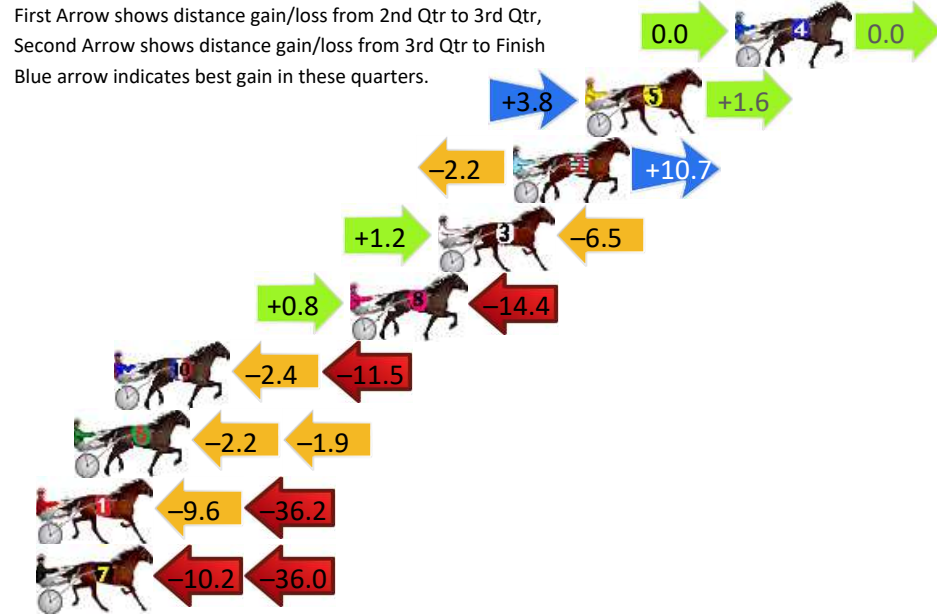 First Arrow shows distance gain/loss from 2nd Qtr to 3rd Qtr,
Second Arrow shows distance gain/loss from 3rd Qtr to Finish
Blue arrow indicates best gain in these quarters.
0.0 4 0.0
+3.8 5 +1.6
–2.2 2 +10.7
+1.2 3 –6.5
+0.8 8 –14.4
10 –2.4 –11.5
6 –2.2 –1.9
1 –9.6 –36.2
7 –10.2 –36.0